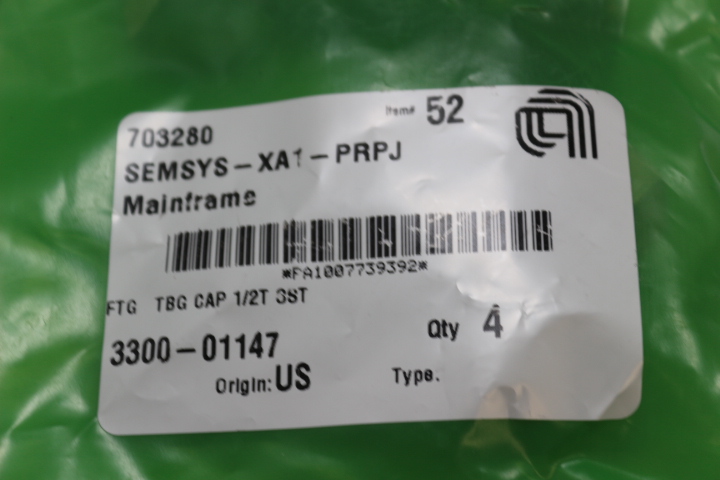 703280 Item# 52
SEMSYS-XA1-PRPJ
Mainframe
*FA1007739392*
FTG TBG CAP 1/2T SST
3300-01147 Qty 4
Origin: US Type.